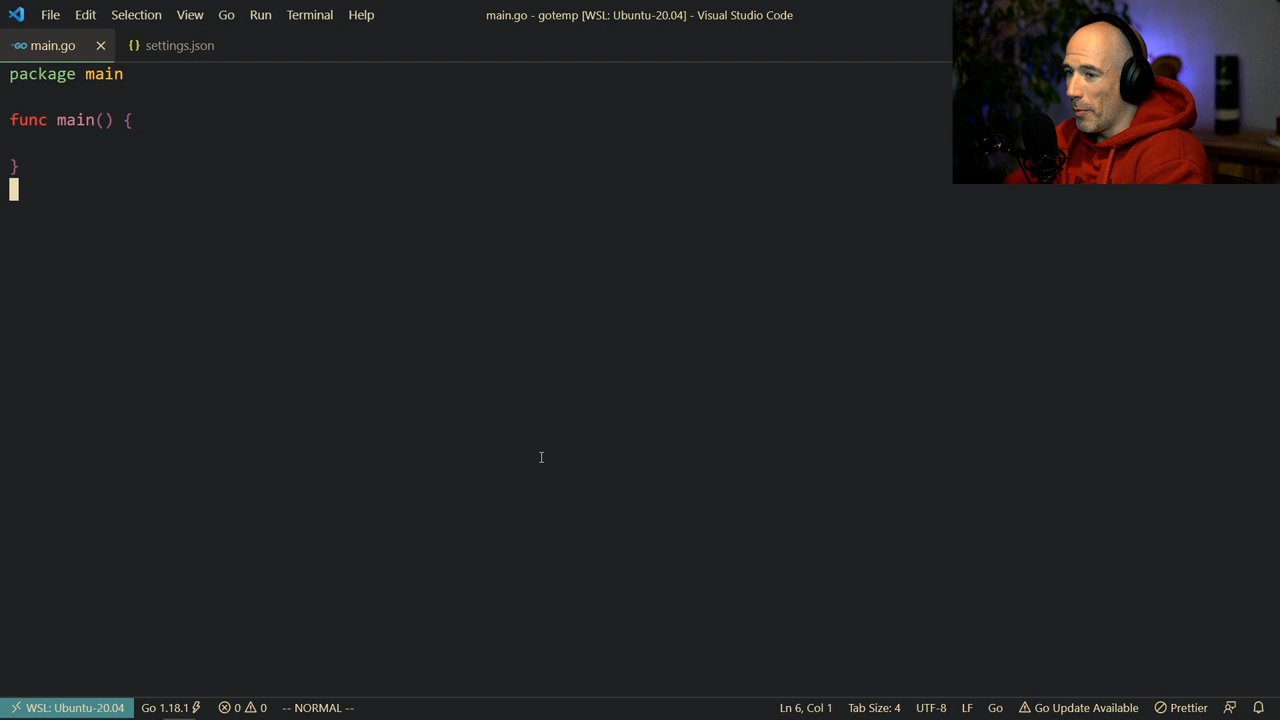 File Edit Selection View Go Run Terminal Help
main.go - gotemp [WSL: Ubuntu-20.04] - Visual Studio Code
GO main.go × {} settings.json
package main
func main() {
}
WSL: Ubuntu-20.04 Go 1.18.1 0 0 -- NORMAL --
Ln 6, Col 1 Tab Size: 4 UTF-8 LF Go Go Update Available Prettier